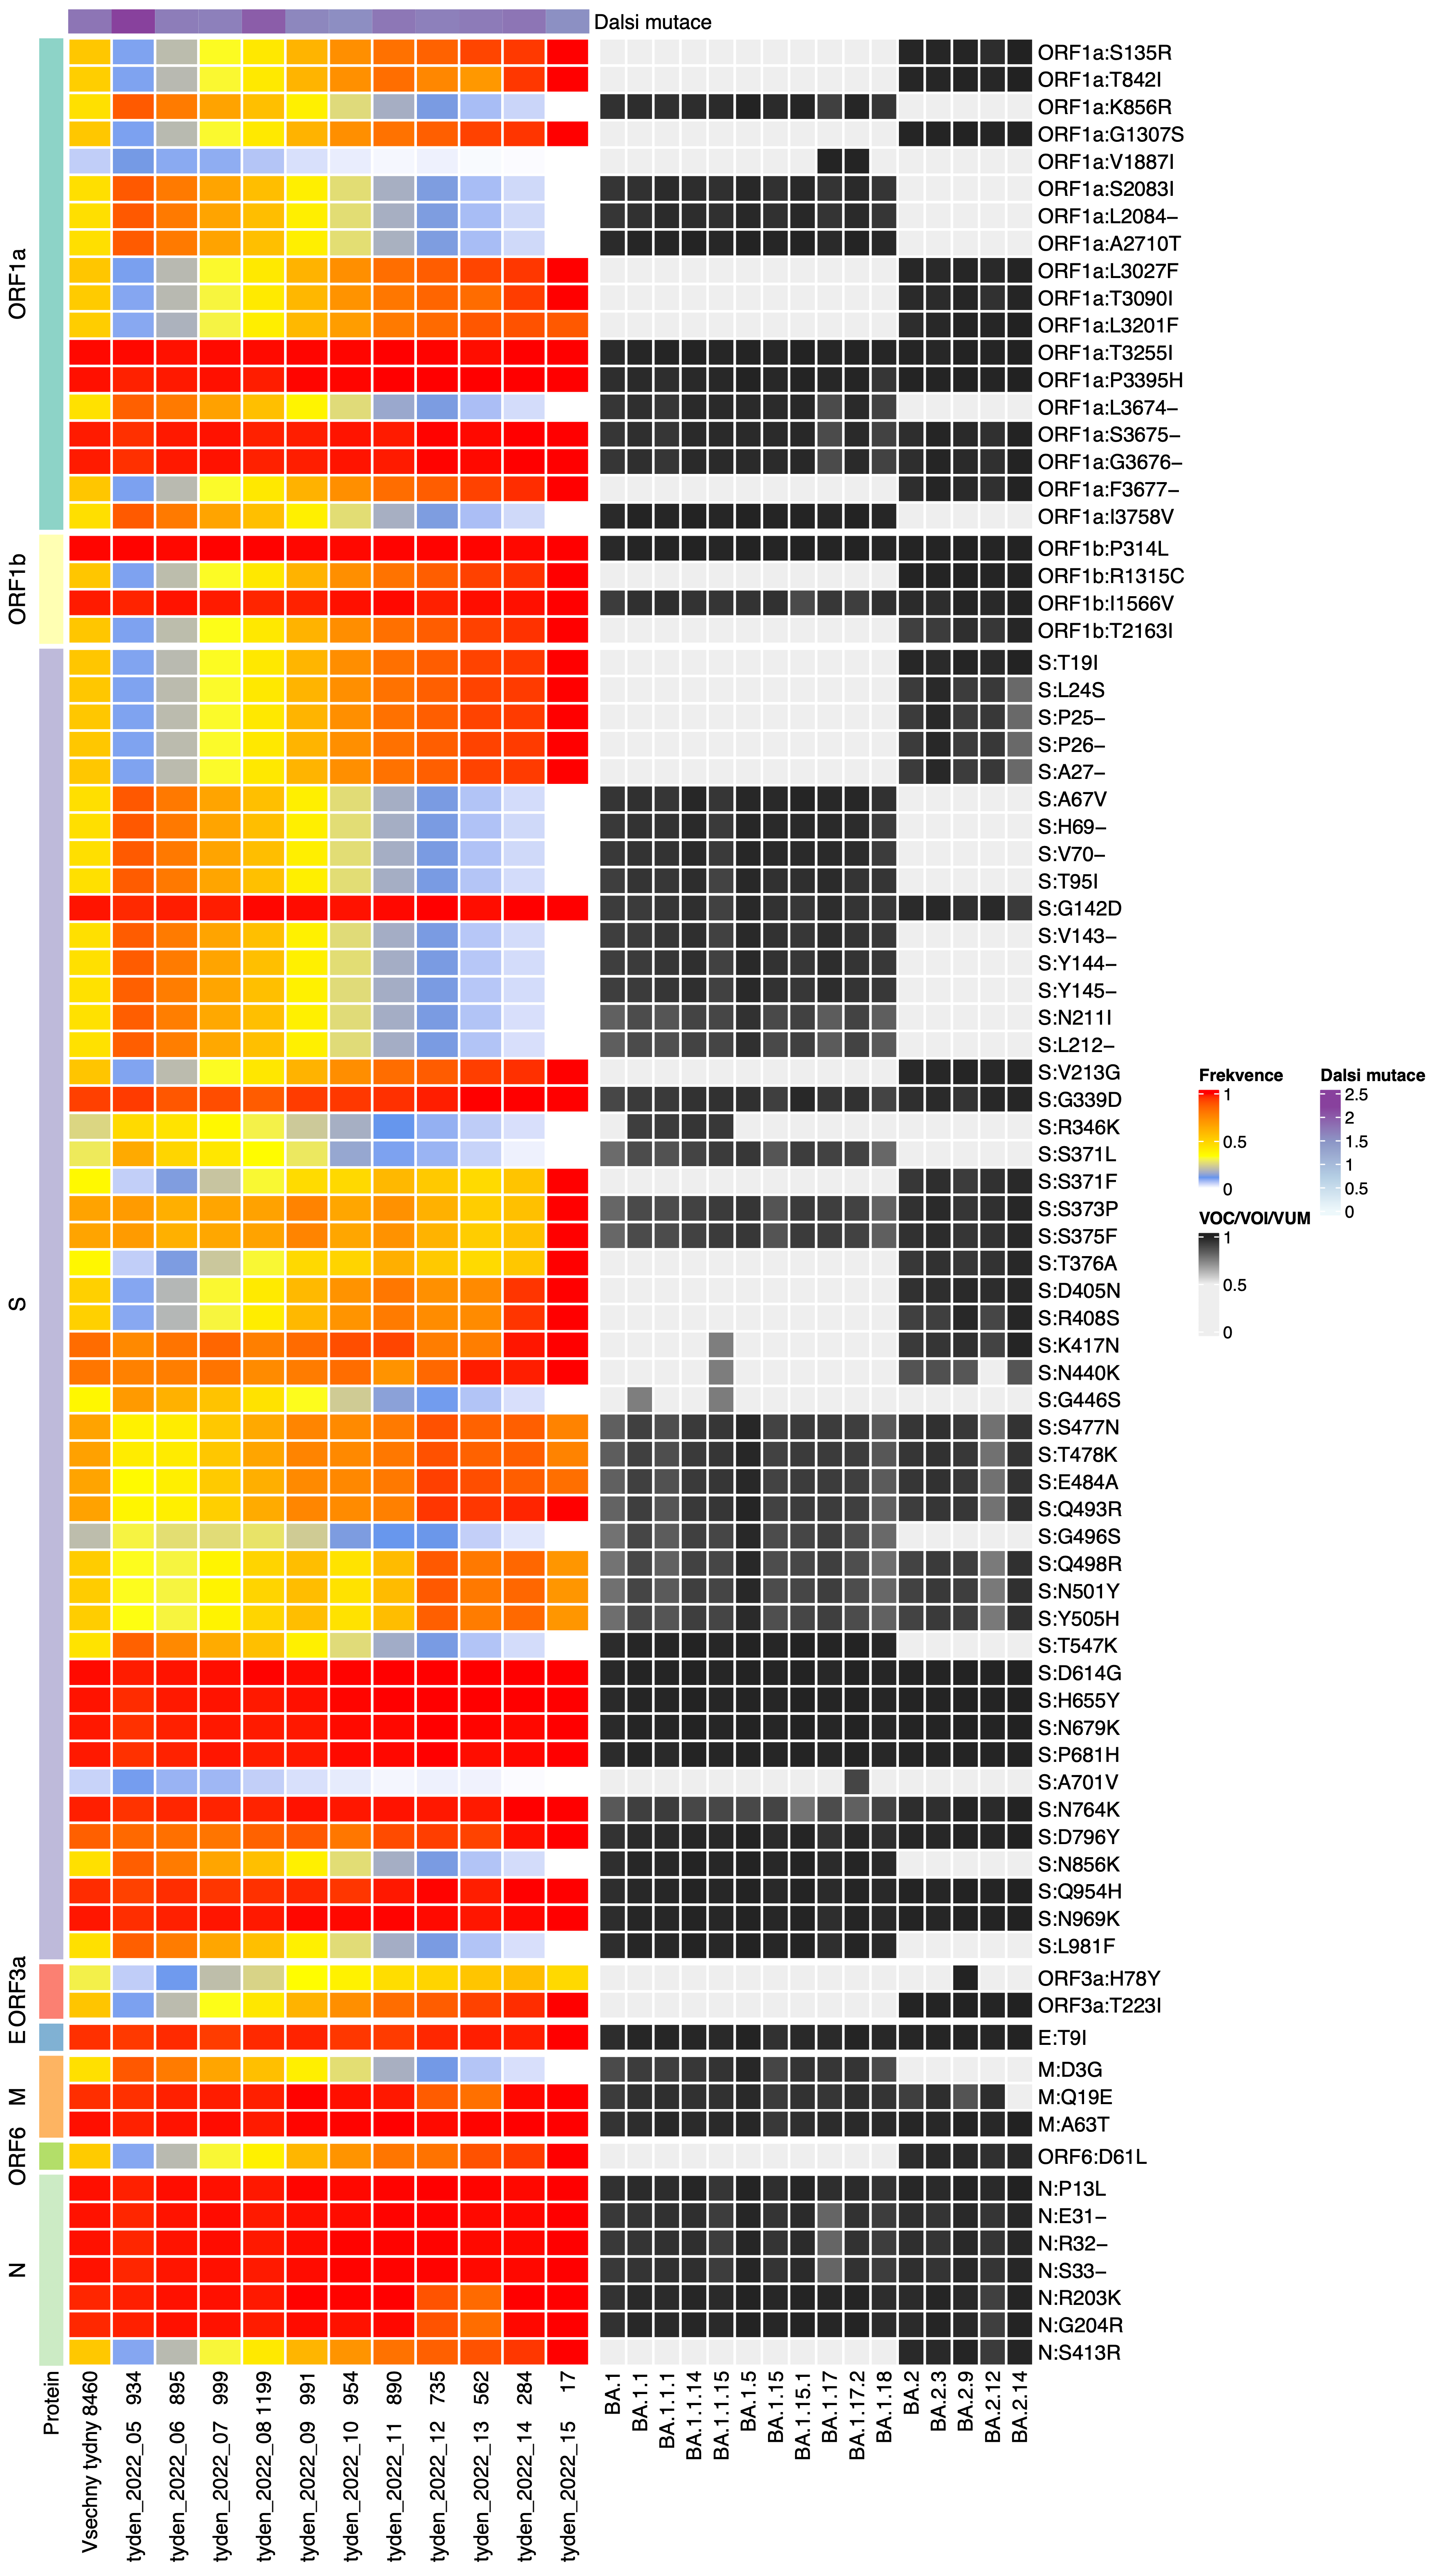 Dalsi mutace
ORF1a
ORF1a:S135R
ORF1a:T842I
ORF1a:K856R
ORF1a:G1307S
ORF1a:V1887I
ORF1a:S2083I
ORF1a:L2084−
ORF1a:A2710T
ORF1a:L3027F
ORF1a:T3090I
ORF1a:L3201F
ORF1a:T3255I
ORF1a:P3395H
ORF1a:L3674−
ORF1a:S3675−
ORF1a:G3676−
ORF1a:F3677−
ORF1a:I3758V
ORF1b
ORF1b:P314L
ORF1b:R1315C
ORF1b:I1566V
ORF1b:T2163I
S
S:T19I
S:L24S
S:P25−
S:P26−
S:A27−
S:A67V
S:H69−
S:V70−
S:T95I
S:G142D
S:V143−
S:Y144−
S:Y145−
S:N211I
S:L212−
S:V213G
S:G339D
S:R346K
S:S371L
S:S371F
S:S373P
S:S375F
S:T376A
S:D405N
S:R408S
S:K417N
S:N440K
S:G446S
S:S477N
S:T478K
S:E484A
S:Q493R
S:G496S
S:Q498R
S:N501Y
S:Y505H
S:T547K
S:D614G
S:H655Y
S:N679K
S:P681H
S:A701V
S:N764K
S:D796Y
S:N856K
S:Q954H
S:N969K
S:L981F
ORF3a
ORF3a:H78Y
ORF3a:T223I
E
E:T9I
M
M:D3G
M:Q19E
M:A63T
ORF6
ORF6:D61L
N
N:P13L
N:E31−
N:R32−
N:S33−
N:R203K
N:G204R
N:S413R
Protein
Vsechny tydny 8460
tyden_2022_05 934
tyden_2022_06 895
tyden_2022_07 999
tyden_2022_08 1199
tyden_2022_09 991
tyden_2022_10 954
tyden_2022_11 890
tyden_2022_12 735
tyden_2022_13 562
tyden_2022_14 284
tyden_2022_15 17
BA.1
BA.1.1
BA.1.1.1
BA.1.1.14
BA.1.1.15
BA.1.5
BA.1.15
BA.1.15.1
BA.1.17
BA.1.17.2
BA.1.18
BA.2
BA.2.3
BA.2.9
BA.2.12
BA.2.14
Frekvence
1
0.5
0
VOC/VOI/VUM
1
0.5
0
Dalsi mutace
2.5
2
1.5
1
0.5
0